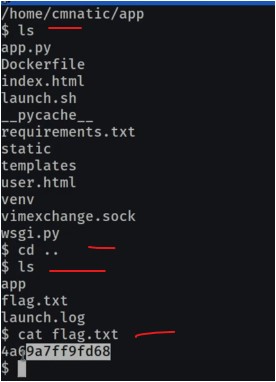 /home/cmnatic/app
$ ls
app.py
Dockerfile
index.html
launch.sh
__pycache__
requirements.txt
static
templates
user.html
venv
vimexchange.sock
wsgi.py
$ cd ..
$ ls
app
flag.txt
launch.log
$ cat flag.txt
4a69a7ff9fd68
$